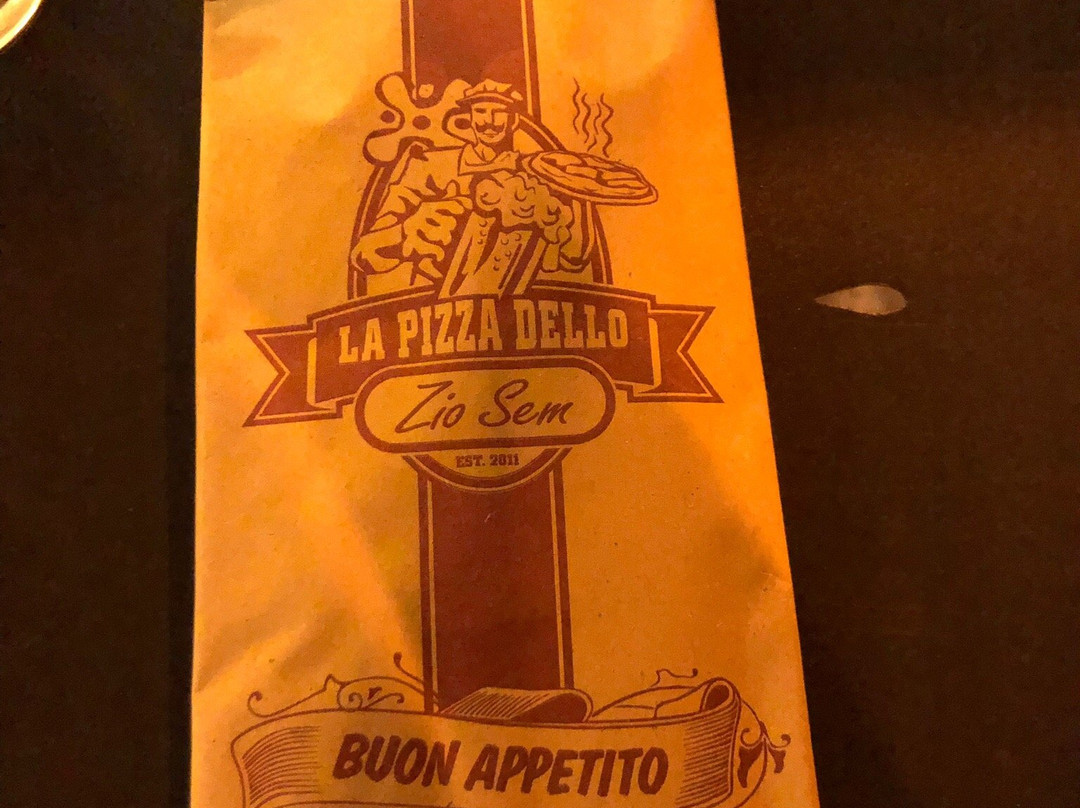 LA PIZZA DELLO
Zio Sem
EST. 2011
BUON APPETITO